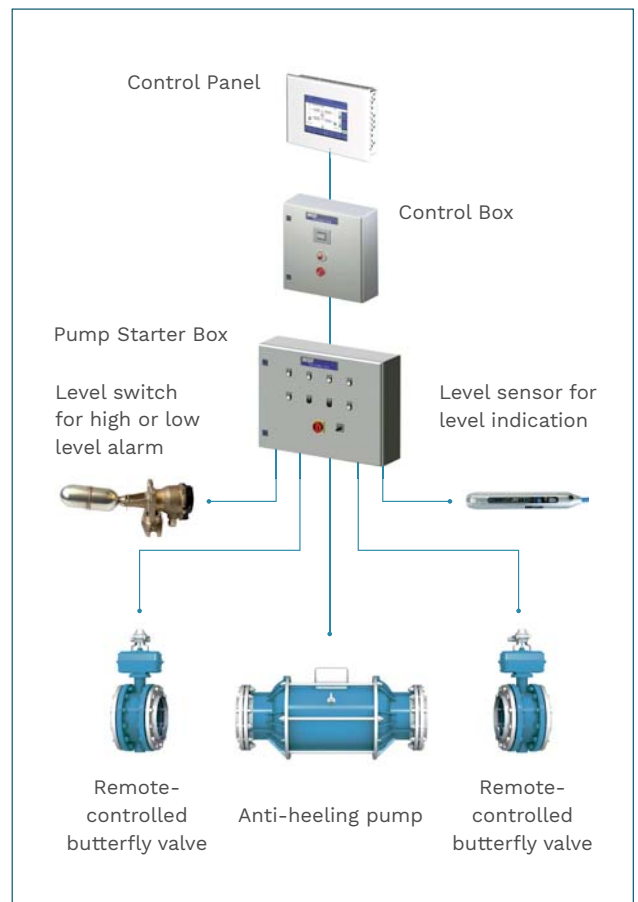 Control Panel
Control Box
Pump Starter Box
Level switch
for high or low
level alarm
Level sensor for
level indication
Remote-
controlled
butterfly valve
Anti-heeling pump
Remote-
controlled
butterfly valve